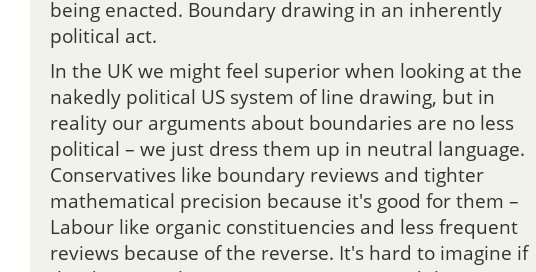 being enacted. Boundary drawing in an inherently
political act.
In the UK we might feel superior when looking at the
nakedly political US system of line drawing, but in
reality our arguments about boundaries are no less
political – we just dress them up in neutral language.
Conservatives like boundary reviews and tighter
mathematical precision because it's good for them –
Labour like organic constituencies and less frequent
reviews because of the reverse. It's hard to imagine if